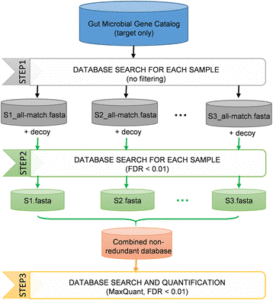 Gut Microbial Gene Catalog
(target only)
STEP1
DATABASE SEARCH FOR EACH SAMPLE
(no filtering)
S1_all-match.fasta
S2_all-match.fasta
S3_all-match.fasta
+ decoy
+ decoy
+ decoy
STEP2
DATABASE SEARCH FOR EACH SAMPLE
(FDR < 0.01)
S1.fasta
S2.fasta
S3.fasta
Combined non-
redundant database
STEP3
DATABASE SEARCH AND QUANTIFICATION
(MaxQuant, FDR < 0.01)